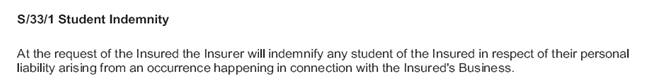 S/33/1 Student Indemnity
At the request of the Insured the Insurer will indemnify any student of the Insured in respect of their personal
liability arising from an occurrence happening in connection with the Insured's Business.